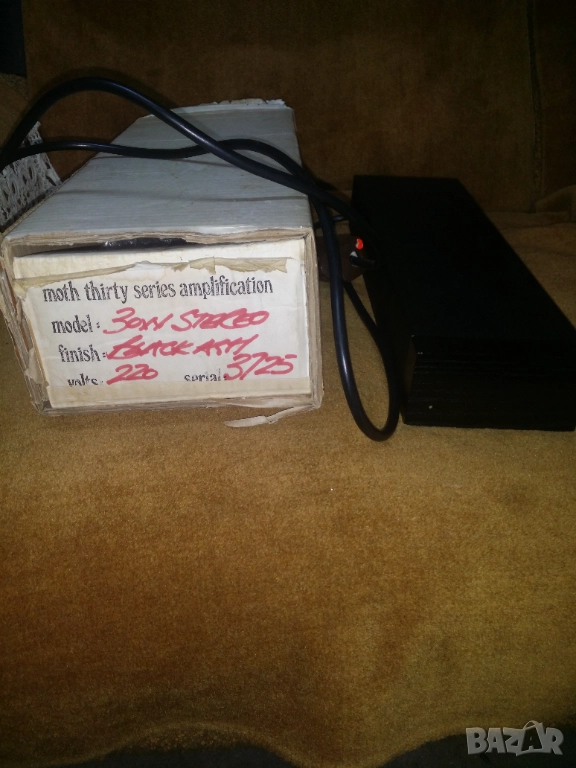 moth thirty series amplification
model: 30W STEREO
finish: BLACK ASH
volts: 220 serial: 3725
BAZAR